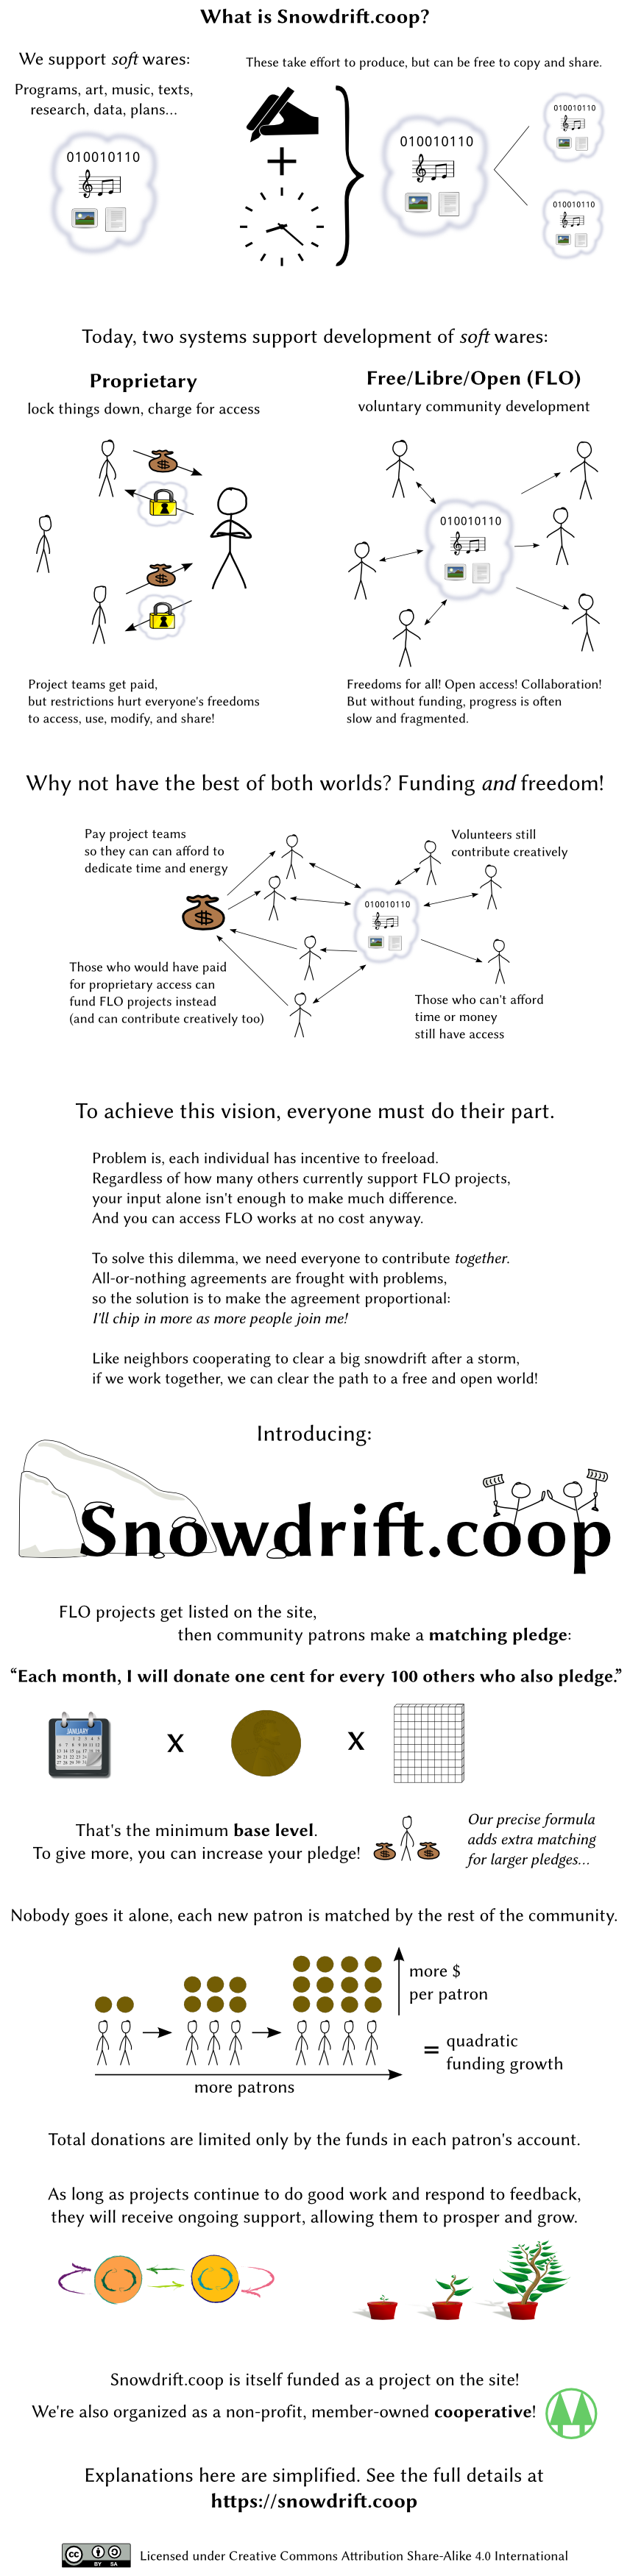 What is Snowdrift.coop?
We support soft wares:
Programs, art, music, texts,
research, data, plans...
010010110
These take effort to produce, but can be free to copy and share.
010010110
010010110
010010110
Today, two systems support development of soft wares:
Proprietary
lock things down, charge for access
Project teams get paid,
but restrictions hurt everyone's freedoms
to access, use, modify, and share!
Free/Libre/Open (FLO)
voluntary community development
010010110
Freedoms for all! Open access! Collaboration!
But without funding, progress is often
slow and fragmented.
Why not have the best of both worlds? Funding and freedom!
Pay project teams
so they can can afford to
dedicate time and energy
Volunteers still
contribute creatively
010010110
Those who would have paid
for proprietary access can
fund FLO projects instead
(and can contribute creatively too)
Those who can't afford
time or money
still have access
To achieve this vision, everyone must do their part.
Problem is, each individual has incentive to freeload.
Regardless of how many others currently support FLO projects,
your input alone isn't enough to make much difference.
And you can access FLO works at no cost anyway.
To solve this dilemma, we need everyone to contribute together.
All-or-nothing agreements are frought with problems,
so the solution is to make the agreement proportional:
I'll chip in more as more people join me!
Like neighbors cooperating to clear a big snowdrift after a storm,
if we work together, we can clear the path to a free and open world!
Introducing:
Snowdrift.coop
FLO projects get listed on the site,
then community patrons make a matching pledge:
“Each month, I will donate one cent for every 100 others who also pledge.”
JANUARY
x
x
That's the minimum base level.
To give more, you can increase your pledge!
Our precise formula
adds extra matching
for larger pledges...
Nobody goes it alone, each new patron is matched by the rest of the community.
more $
per patron
= quadratic
funding growth
more patrons
Total donations are limited only by the funds in each patron's account.
As long as projects continue to do good work and respond to feedback,
they will receive ongoing support, allowing them to prosper and grow.
Snowdrift.coop is itself funded as a project on the site!
We're also organized as a non-profit, member-owned cooperative!
Explanations here are simplified. See the full details at
https://snowdrift.coop
cc BY SA
Licensed under Creative Commons Attribution Share-Alike 4.0 International